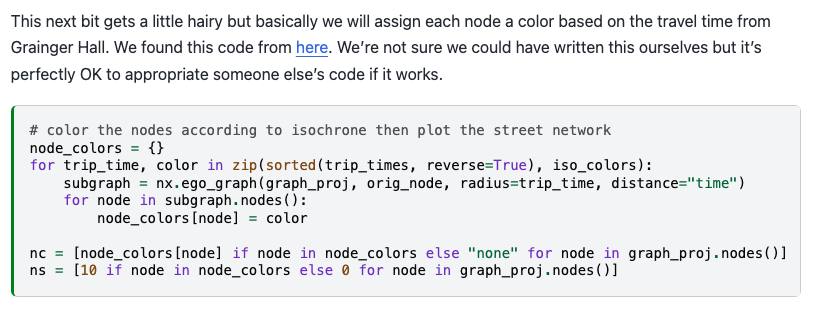 This next bit gets a little hairy but basically we will assign each node a color based on the travel time from
Grainger Hall. We found this code from here. We’re not sure we could have written this ourselves but it’s
perfectly OK to appropriate someone else’s code if it works.
# color the nodes according to isochrone then plot the street network
node_colors = {}
for trip_time, color in zip(sorted(trip_times, reverse=True), iso_colors):
    subgraph = nx.ego_graph(graph_proj, orig_node, radius=trip_time, distance="time")
    for node in subgraph.nodes():
        node_colors[node] = color

nc = [node_colors[node] if node in node_colors else "none" for node in graph_proj.nodes()]
ns = [10 if node in node_colors else 0 for node in graph_proj.nodes()]